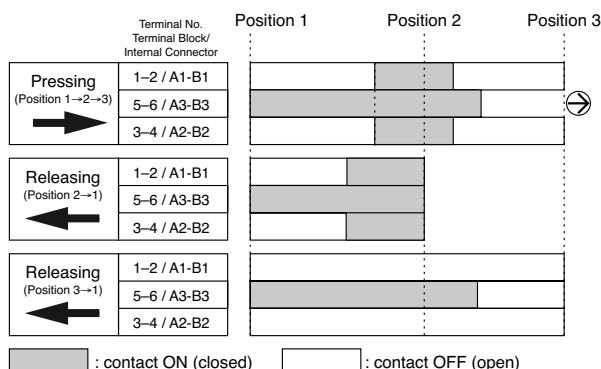 Terminal No.
Terminal Block/
Internal Connector
Position 1
Position 2
Position 3
Pressing
(Position 1→2→3)
1–2 / A1-B1
5–6 / A3-B3
3–4 / A2-B2
Releasing
(Position 2→1)
1–2 / A1-B1
5–6 / A3-B3
3–4 / A2-B2
Releasing
(Position 3→1)
1–2 / A1-B1
5–6 / A3-B3
3–4 / A2-B2
: contact ON (closed)
: contact OFF (open)